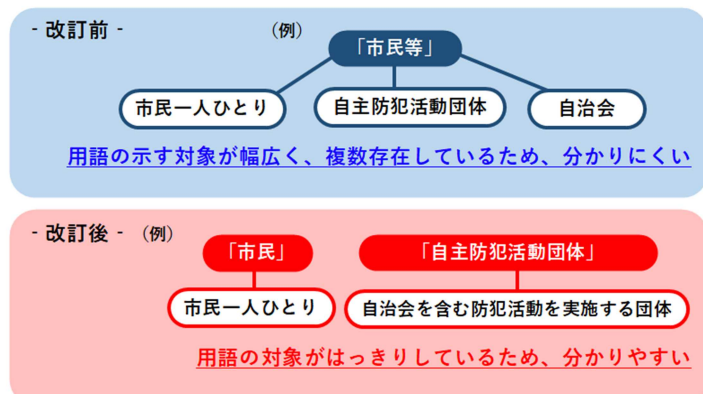 - 改訂前 - （例）
「市民等」
市民一人ひとり 自主防犯活動団体 自治会
用語の示す対象が幅広く、複数存在しているため、分かりにくい
- 改訂後 - （例）
「市民」 「自主防犯活動団体」
市民一人ひとり 自治会を含む防犯活動を実施する団体
用語の対象がはっきりしているため、分かりやすい